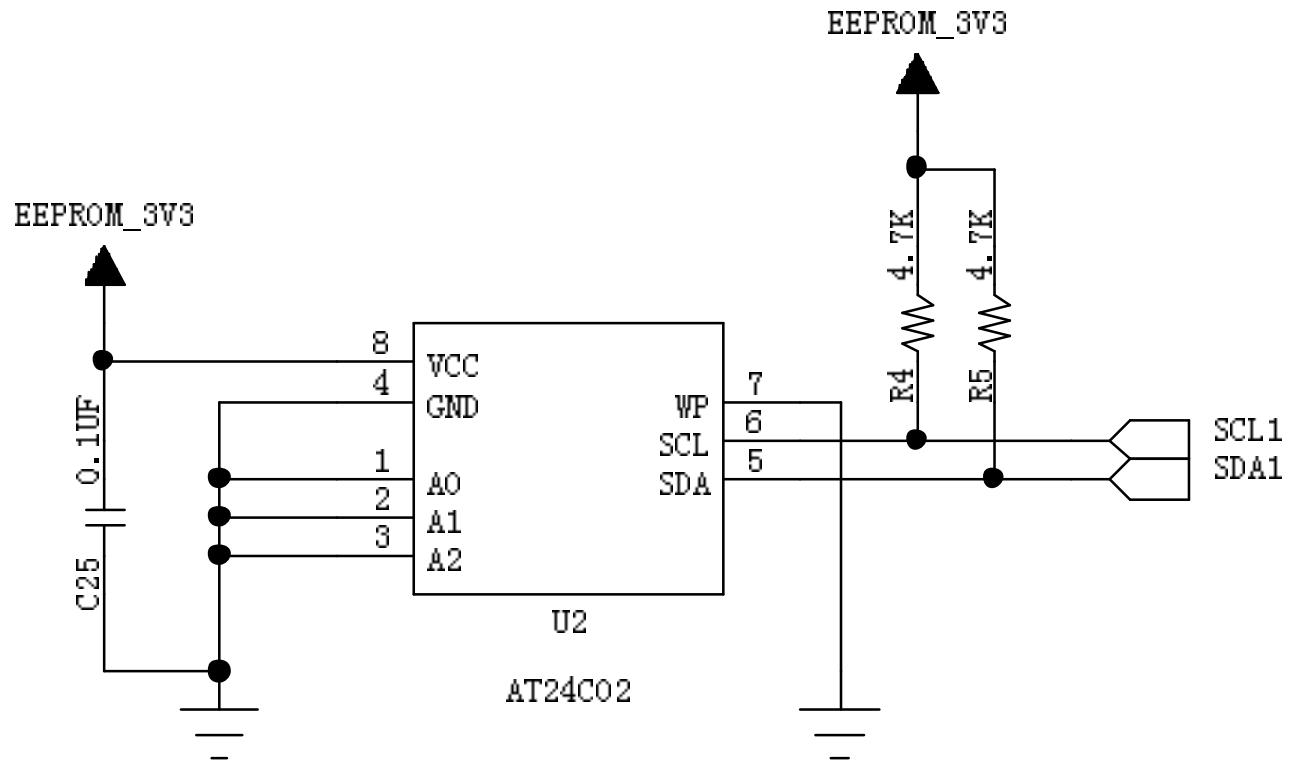 EEPROM_3V3
EEPROM_3V3
4.7K
4.7K
8
VCC
4
GND
7
WP
R4
R5
0.1UF
6
SCL
SCL1
1
A0
5
SDA
SDA1
2
A1
3
A2
C25
U2
AT24C02